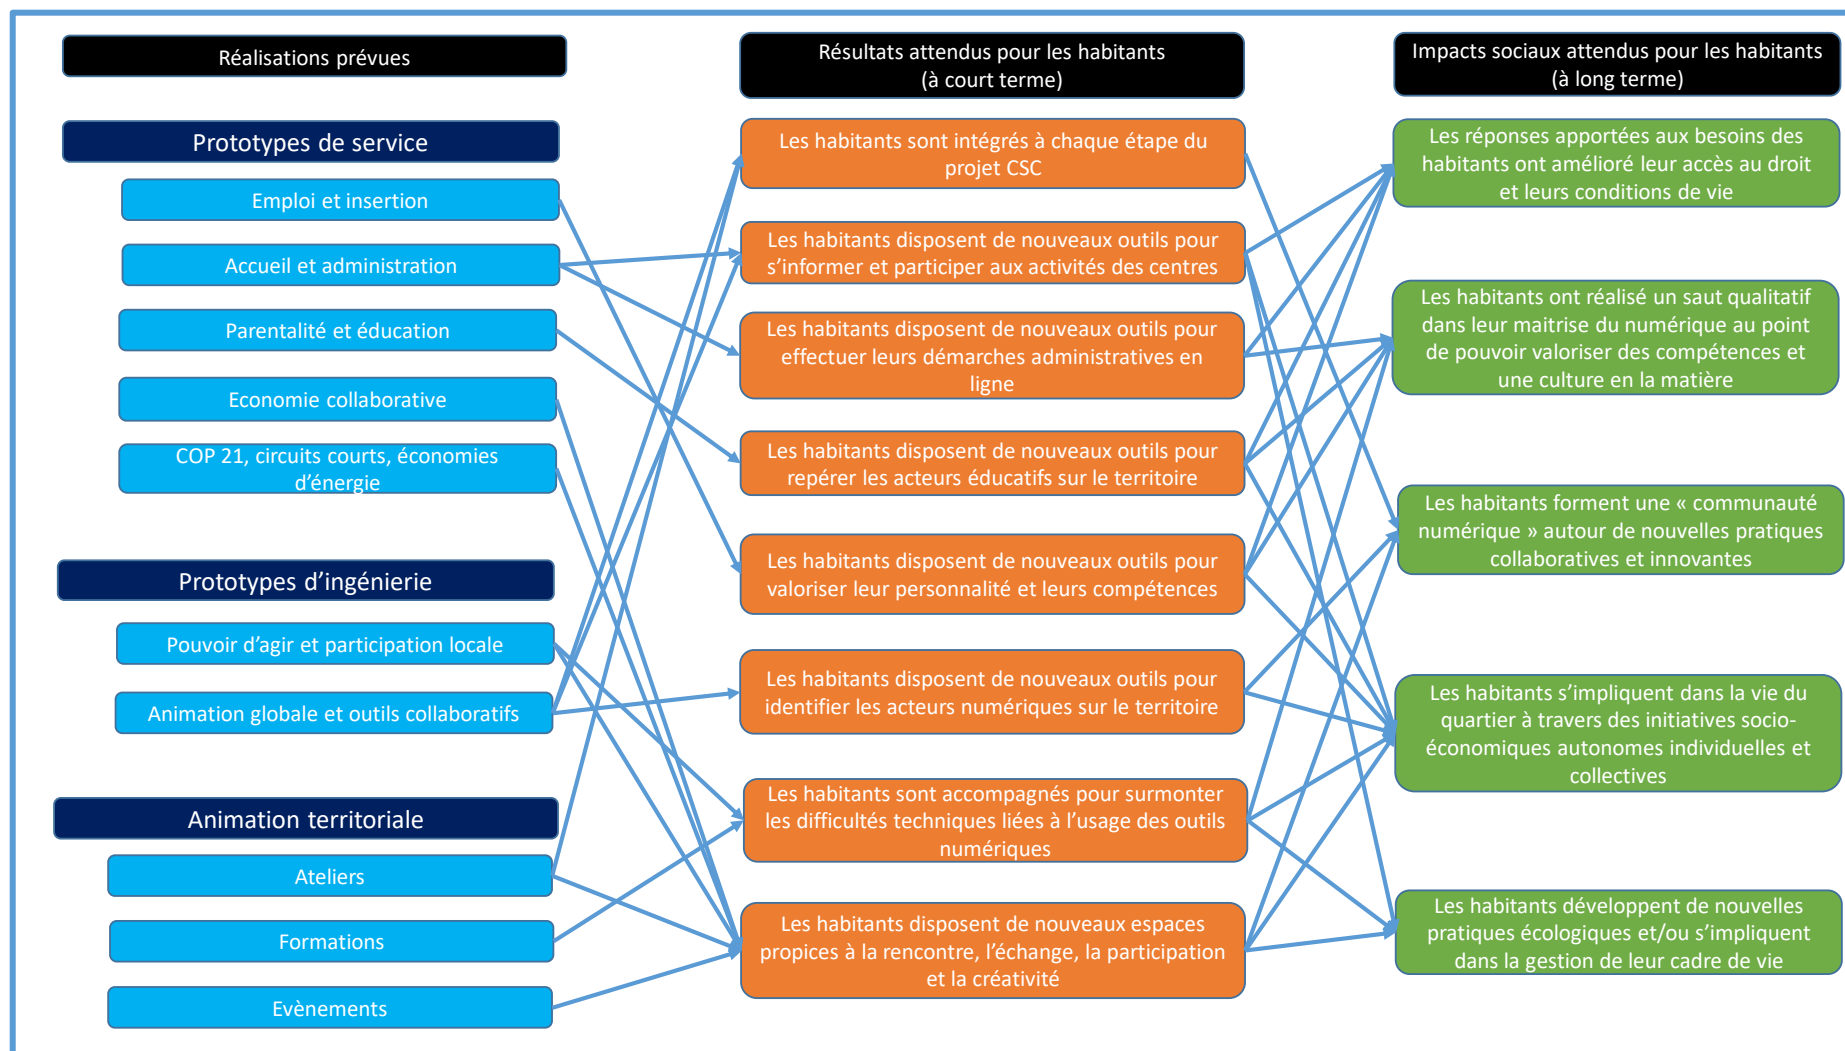 Réalisations prévues
Prototypes de service
Emploi et insertion
Accueil et administration
Parentalité et éducation
Economie collaborative
COP 21, circuits courts, économies
d’énergie
Prototypes d’ingénierie
Pouvoir d’agir et participation locale
Animation globale et outils collaboratifs
Animation territoriale
Ateliers
Formations
Evènements
Résultats attendus pour les habitants
(à court terme)
Les habitants sont intégrés à chaque étape du
projet CSC
Les habitants disposent de nouveaux outils pour
s’informer et participer aux activités des centres
Les habitants disposent de nouveaux outils pour
effectuer leurs démarches administratives en
ligne
Les habitants disposent de nouveaux outils pour
repérer les acteurs éducatifs sur le territoire
Les habitants disposent de nouveaux outils pour
valoriser leur personnalité et leurs compétences
Les habitants disposent de nouveaux outils pour
identifier les acteurs numériques sur le territoire
Les habitants sont accompagnés pour surmonter
les difficultés techniques liées à l’usage des outils
numériques
Les habitants disposent de nouveaux espaces
propices à la rencontre, l’échange, la participation
et la créativité
Impacts sociaux attendus pour les habitants
(à long terme)
Les réponses apportées aux besoins des
habitants ont amélioré leur accès au droit
et leurs conditions de vie
Les habitants ont réalisé un saut qualitatif
dans leur maitrise du numérique au point
de pouvoir valoriser des compétences et
une culture en la matière
Les habitants forment une « communauté
numérique » autour de nouvelles pratiques
collaboratives et innovantes
Les habitants s’impliquent dans la vie du
quartier à travers des initiatives socio-
économiques autonomes individuelles et
collectives
Les habitants développent de nouvelles
pratiques écologiques et/ou s’impliquent
dans la gestion de leur cadre de vie